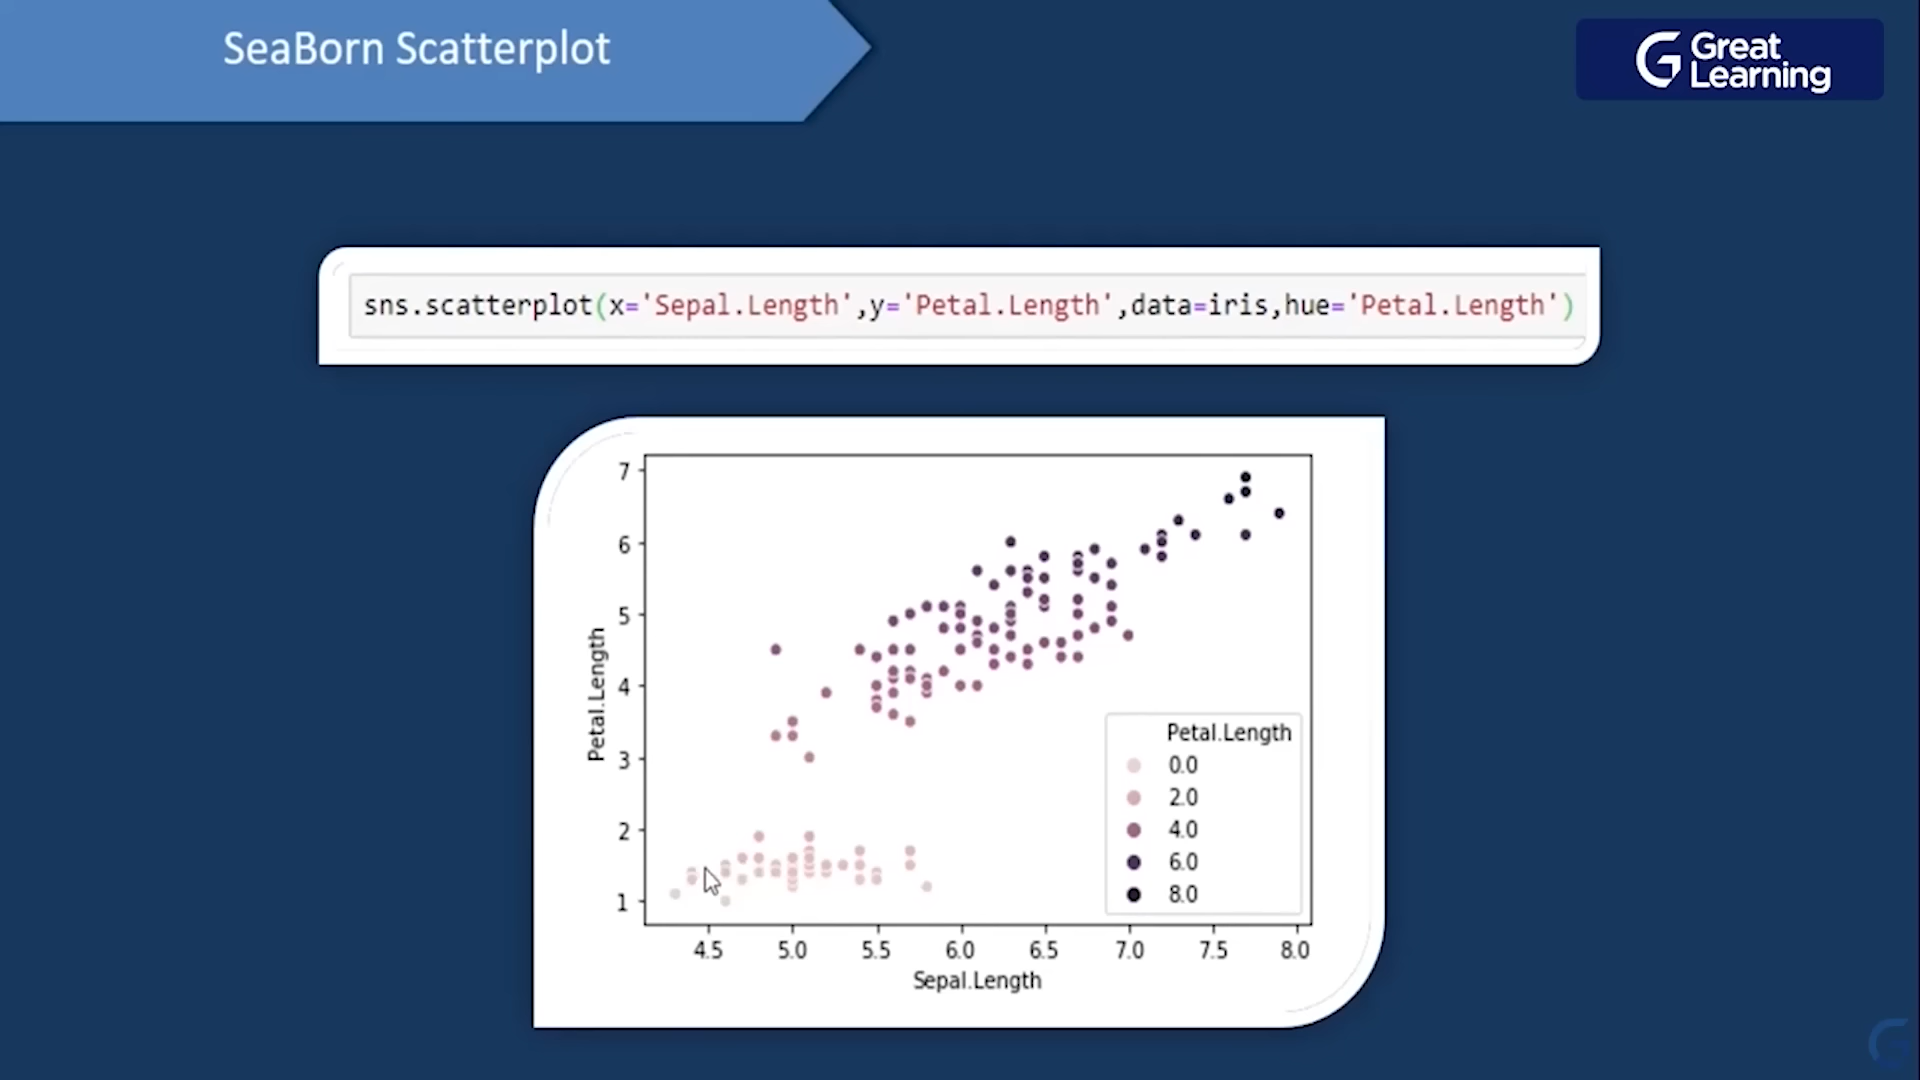 SeaBorn Scatterplot
Great
Learning
sns.scatterplot(x='Sepal.Length',y='Petal.Length',data=iris,hue='Petal.Length')
7
6
5
4
3
2
1
Petal.Length
Petal.Length
0.0
2.0
4.0
6.0
8.0
4.5 5.0 5.5 6.0 6.5 7.0 7.5 8.0
Sepal.Length